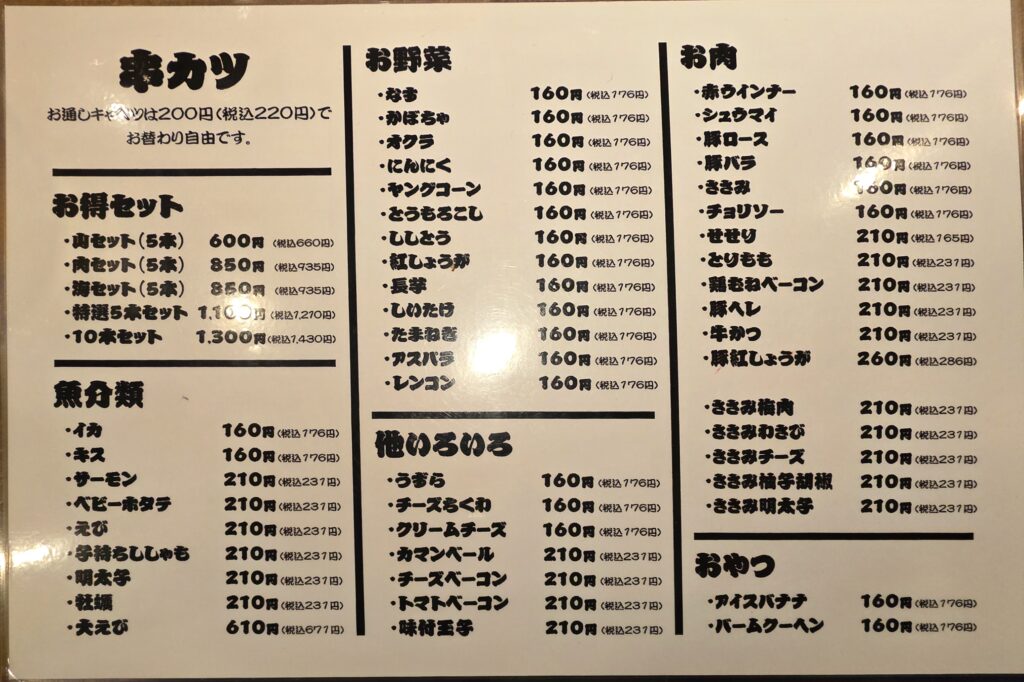 串カツ
お通しキャベツは200円（税込220円）で
お替わり自由です。
お得セット
・山セット（5本） 600円（税込660円）
・肉セット（5本） 850円（税込935円）
・海セット（5本） 850円（税込935円）
・特選5本セット 1,100円（税込1,210円）
・10本セット 1,300円（税込1,430円）
魚分類
・イカ 160円（税込176円）
・キス 160円（税込176円）
・サーモン 210円（税込231円）
・ベビーホタテ 210円（税込231円）
・えび 210円（税込231円）
・子持ちししゃも 210円（税込231円）
・明太子 210円（税込231円）
・牡蠣 210円（税込231円）
・大えび 610円（税込671円）
お野菜
・なす 160円（税込176円）
・かぼちゃ 160円（税込176円）
・オクラ 160円（税込176円）
・にんにく 160円（税込176円）
・ヤングコーン 160円（税込176円）
・とうもろこし 160円（税込176円）
・ししとう 160円（税込176円）
・紅しょうが 160円（税込176円）
・長芋 160円（税込176円）
・しいたけ 160円（税込176円）
・たまねぎ 160円（税込176円）
・アスパラ 160円（税込176円）
・レンコン 160円（税込176円）
他いろいろ
・うずら 160円（税込176円）
・チーズちくわ 160円（税込176円）
・クリームチーズ 160円（税込176円）
・カマンベール 210円（税込231円）
・チーズベーコン 210円（税込231円）
・トマトベーコン 210円（税込231円）
・味付玉子 210円（税込231円）
お肉
・赤ウインナー 160円（税込176円）
・シュウマイ 160円（税込176円）
・豚ロース 160円（税込176円）
・豚バラ 160円（税込176円）
・ささみ 160円（税込176円）
・チョリソー 160円（税込176円）
・せせり 210円（税込165円）
・とりもも 210円（税込231円）
・鶏むねベーコン 210円（税込231円）
・豚ヘレ 210円（税込231円）
・牛かつ 210円（税込231円）
・豚紅しょうが 260円（税込286円）
・ささみ梅肉 210円（税込231円）
・ささみわさび 210円（税込231円）
・ささみチーズ 210円（税込231円）
・ささみ柚子胡椒 210円（税込231円）
・ささみ明太子 210円（税込231円）
おやつ
・アイスバナナ 160円（税込176円）
・バームクーヘン 160円（税込176円）